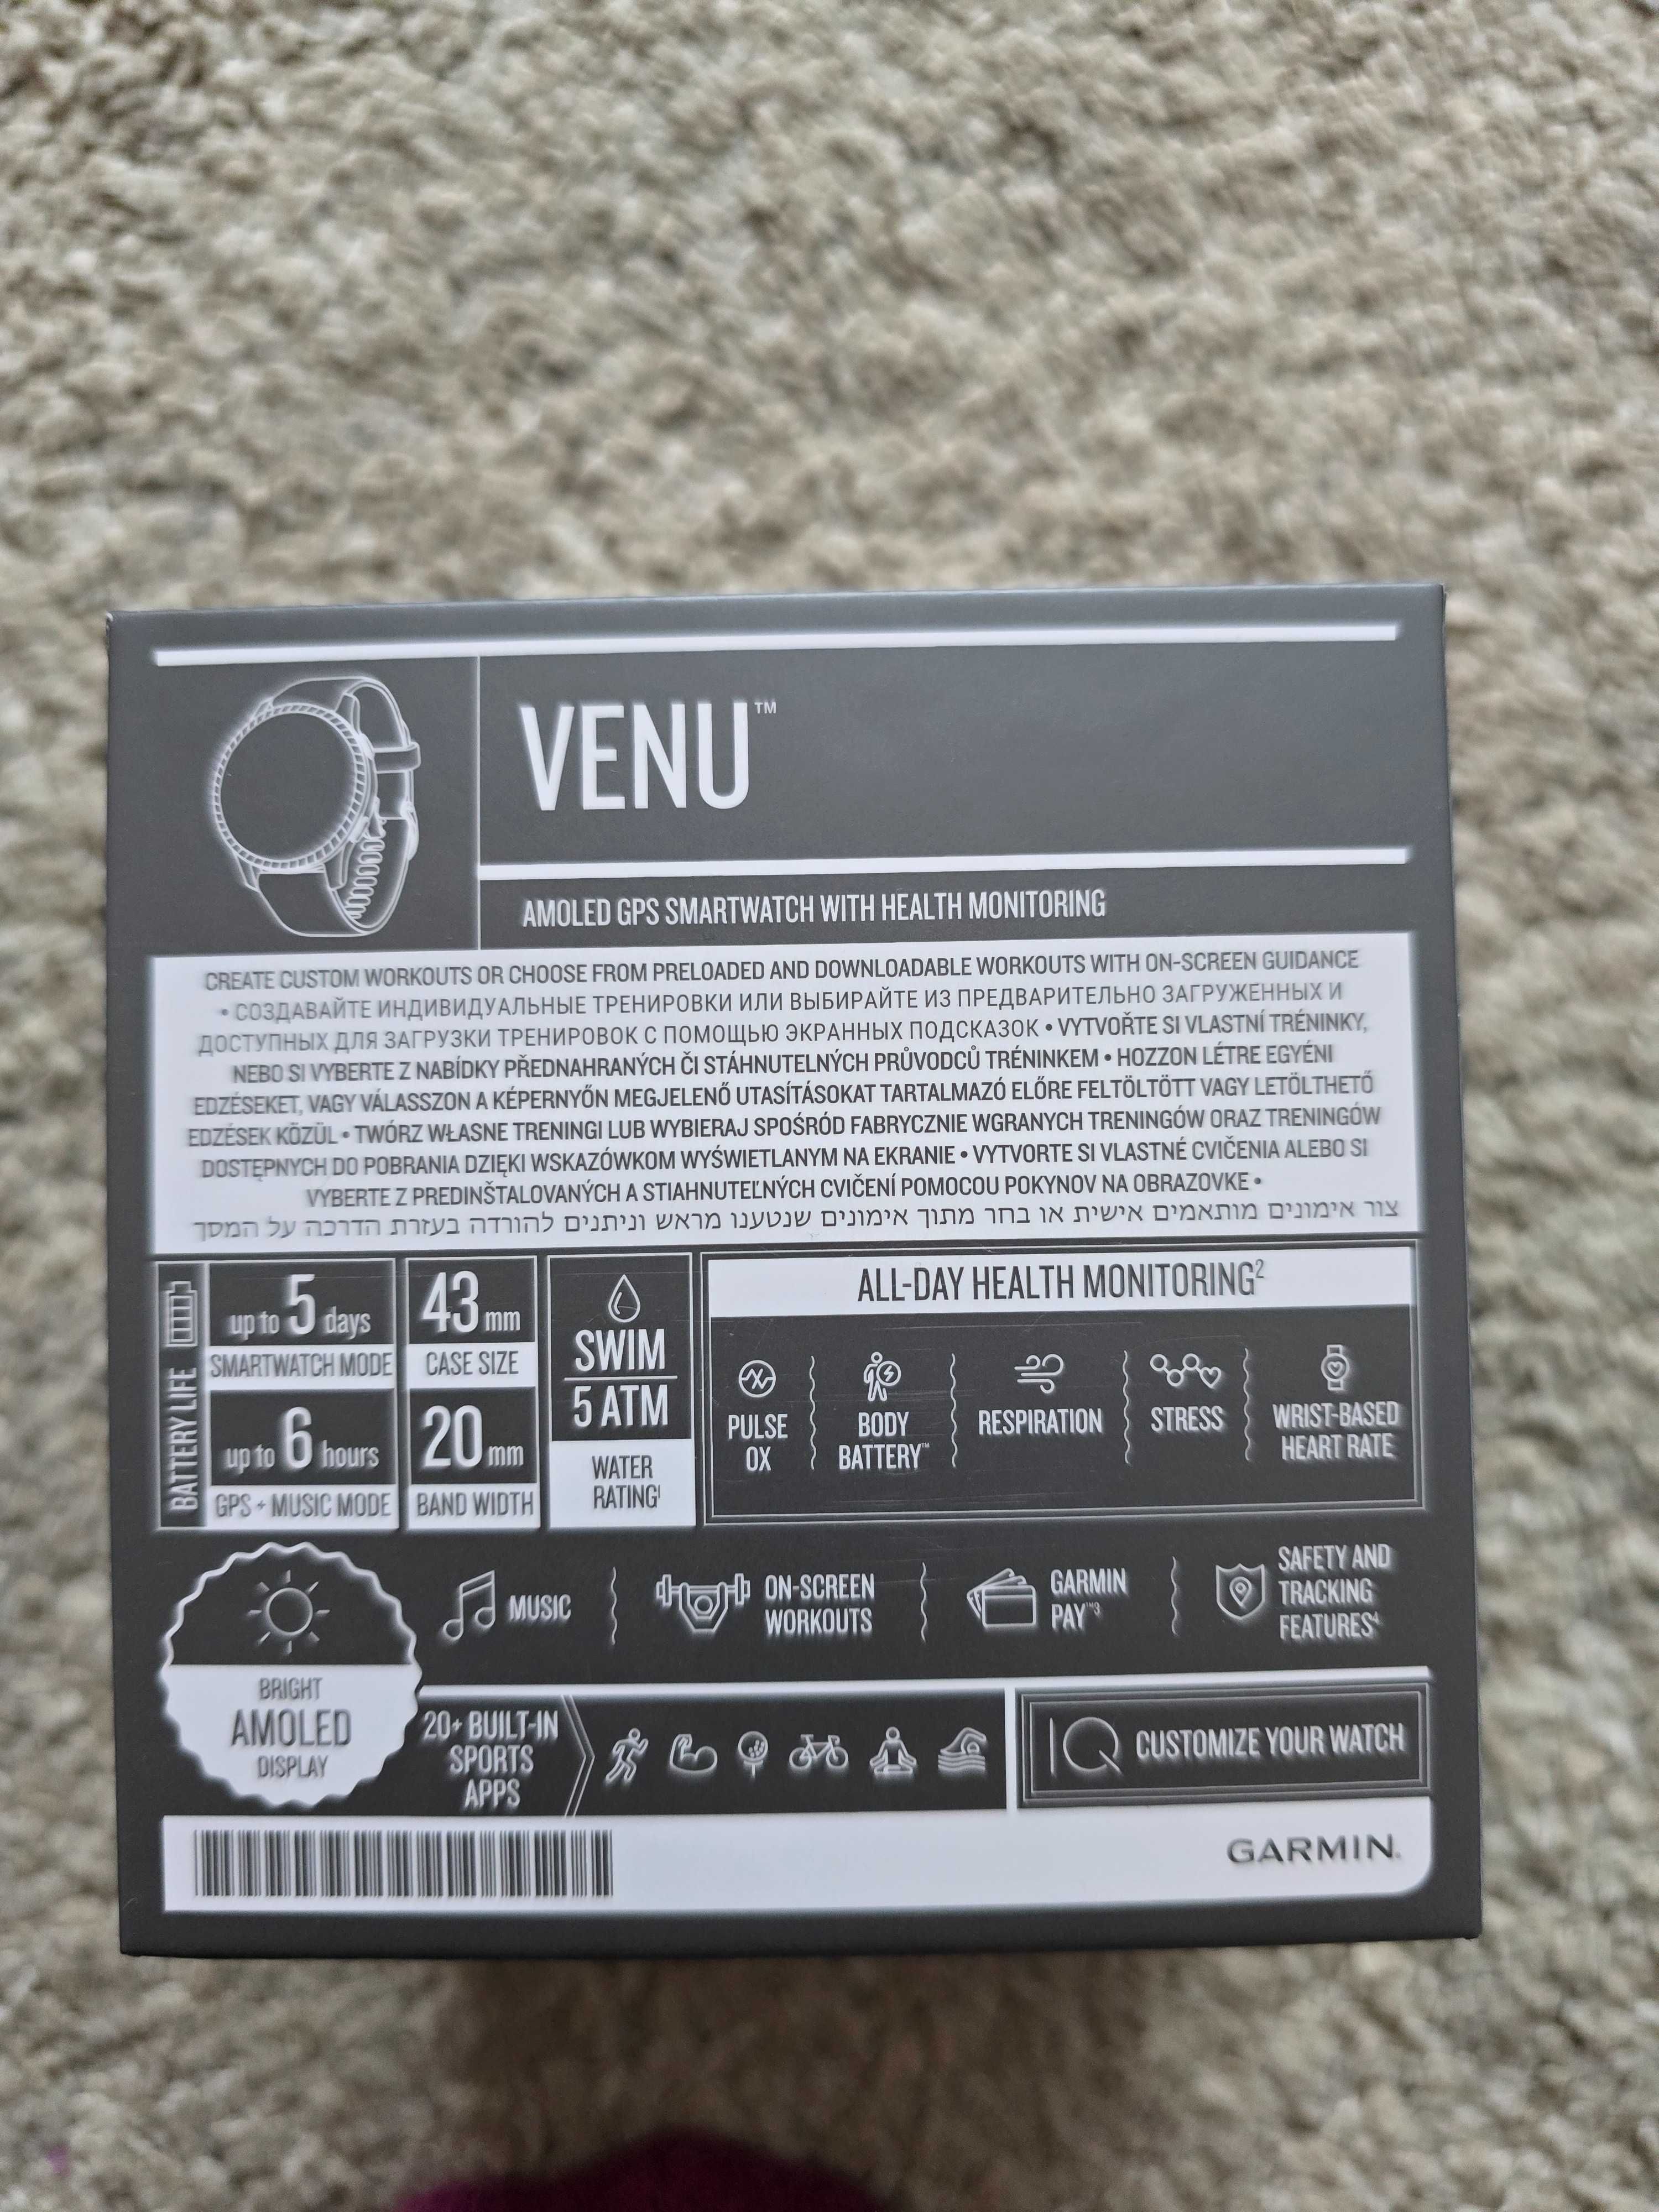 VENU™
AMOLED GPS SMARTWATCH WITH HEALTH MONITORING
CREATE CUSTOM WORKOUTS OR CHOOSE FROM PRELOADED AND DOWNLOADABLE WORKOUTS WITH ON-SCREEN GUIDANCE
• СОЗДАВАЙТЕ ИНДИВИДУАЛЬНЫЕ ТРЕНИРОВКИ ИЛИ ВЫБИРАЙТЕ ИЗ ПРЕДВАРИТЕЛЬНО ЗАГРУЖЕННЫХ И
ДОСТУПНЫХ ДЛЯ ЗАГРУЗКИ ТРЕНИРОВОК С ПОМОЩЬЮ ЭКРАННЫХ ПОДСКАЗОК • VYTVOŘTE SI VLASTNÍ TRÉNINKY,
NEBO SI VYBERTE Z NABÍDKY PŘEDNAHRANÝCH ČI STÁHNUTELNÝCH PRŮVODCŮ TRÉNINKEM • HOZZON LÉTRE EGYÉNI
EDZÉSEKET, VAGY VÁLASSZON A KÉPERNYŐN MEGJELENŐ UTASÍTÁSOKAT TARTALMAZÓ ELŐRE FELTÖLTÖTT VAGY LETÖLTHETŐ
EDZÉSEK KÖZÜL • TWÓRZ WŁASNE TRENINGI LUB WYBIERAJ SPOŚRÓD FABRYCZNIE WGRANYCH TRENINGÓW ORAZ TRENINGÓW
DOSTĘPNYCH DO POBRANIA DZIĘKI WSKAZÓWKOM WYŚWIETLANYM NA EKRANIE • VYTVORTE SI VLASTNÉ CVIČENIA ALEBO SI
VYBERTE Z PREDINŠTALOVANÝCH A STIAHNUTEĽNÝCH CVIČENÍ POMOCOU POKYNOV NA OBRAZOVKE •
צור אימונים מותאמים אישית או בחר מתוך אימונים שנטענו מראש וניתנים להורדה בעזרת הדרכה על המסך
BATTERY LIFE
up to 5 days
SMARTWATCH MODE
up to 6 hours
GPS + MUSIC MODE
43 mm
CASE SIZE
20 mm
BAND WIDTH
SWIM
5 ATM
WATER
RATING¹
ALL-DAY HEALTH MONITORING²
PULSE
OX
BODY
BATTERY™
RESPIRATION
STRESS
WRIST-BASED
HEART RATE
BRIGHT
AMOLED
DISPLAY
MUSIC
ON-SCREEN
WORKOUTS
GARMIN
PAY™³
SAFETY AND
TRACKING
FEATURES⁴
20+ BUILT-IN
SPORTS
APPS
IQ CUSTOMIZE YOUR WATCH
GARMIN.